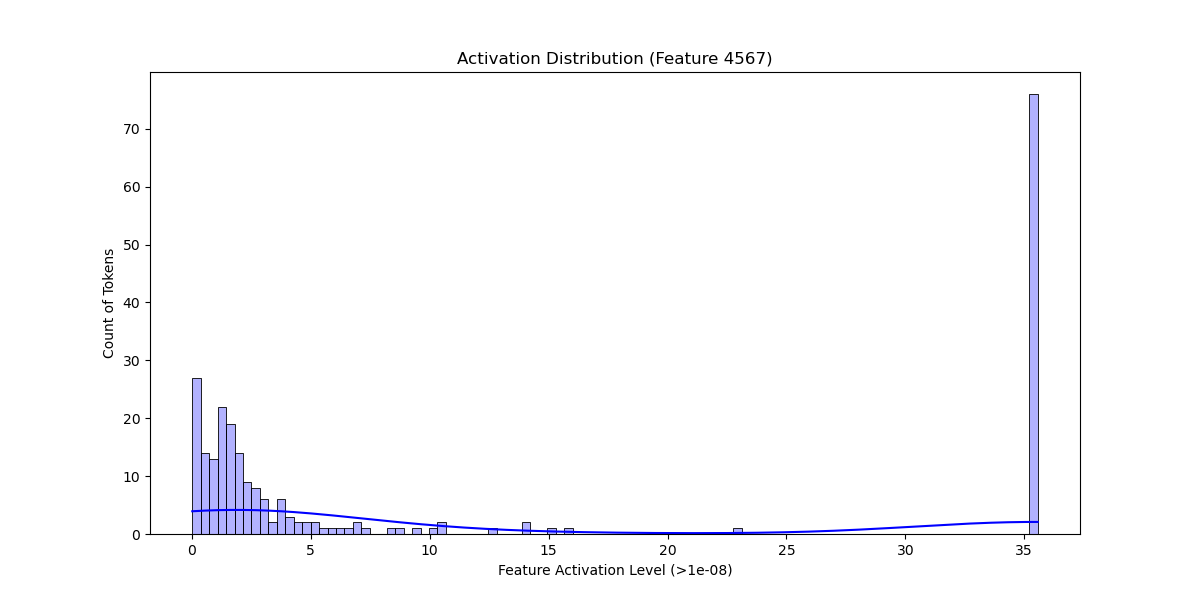 Activation Distribution (Feature 4567)
70
60
50
40
30
20
10
0
Count of Tokens
0 5 10 15 20 25 30 35
Feature Activation Level (>1e-08)